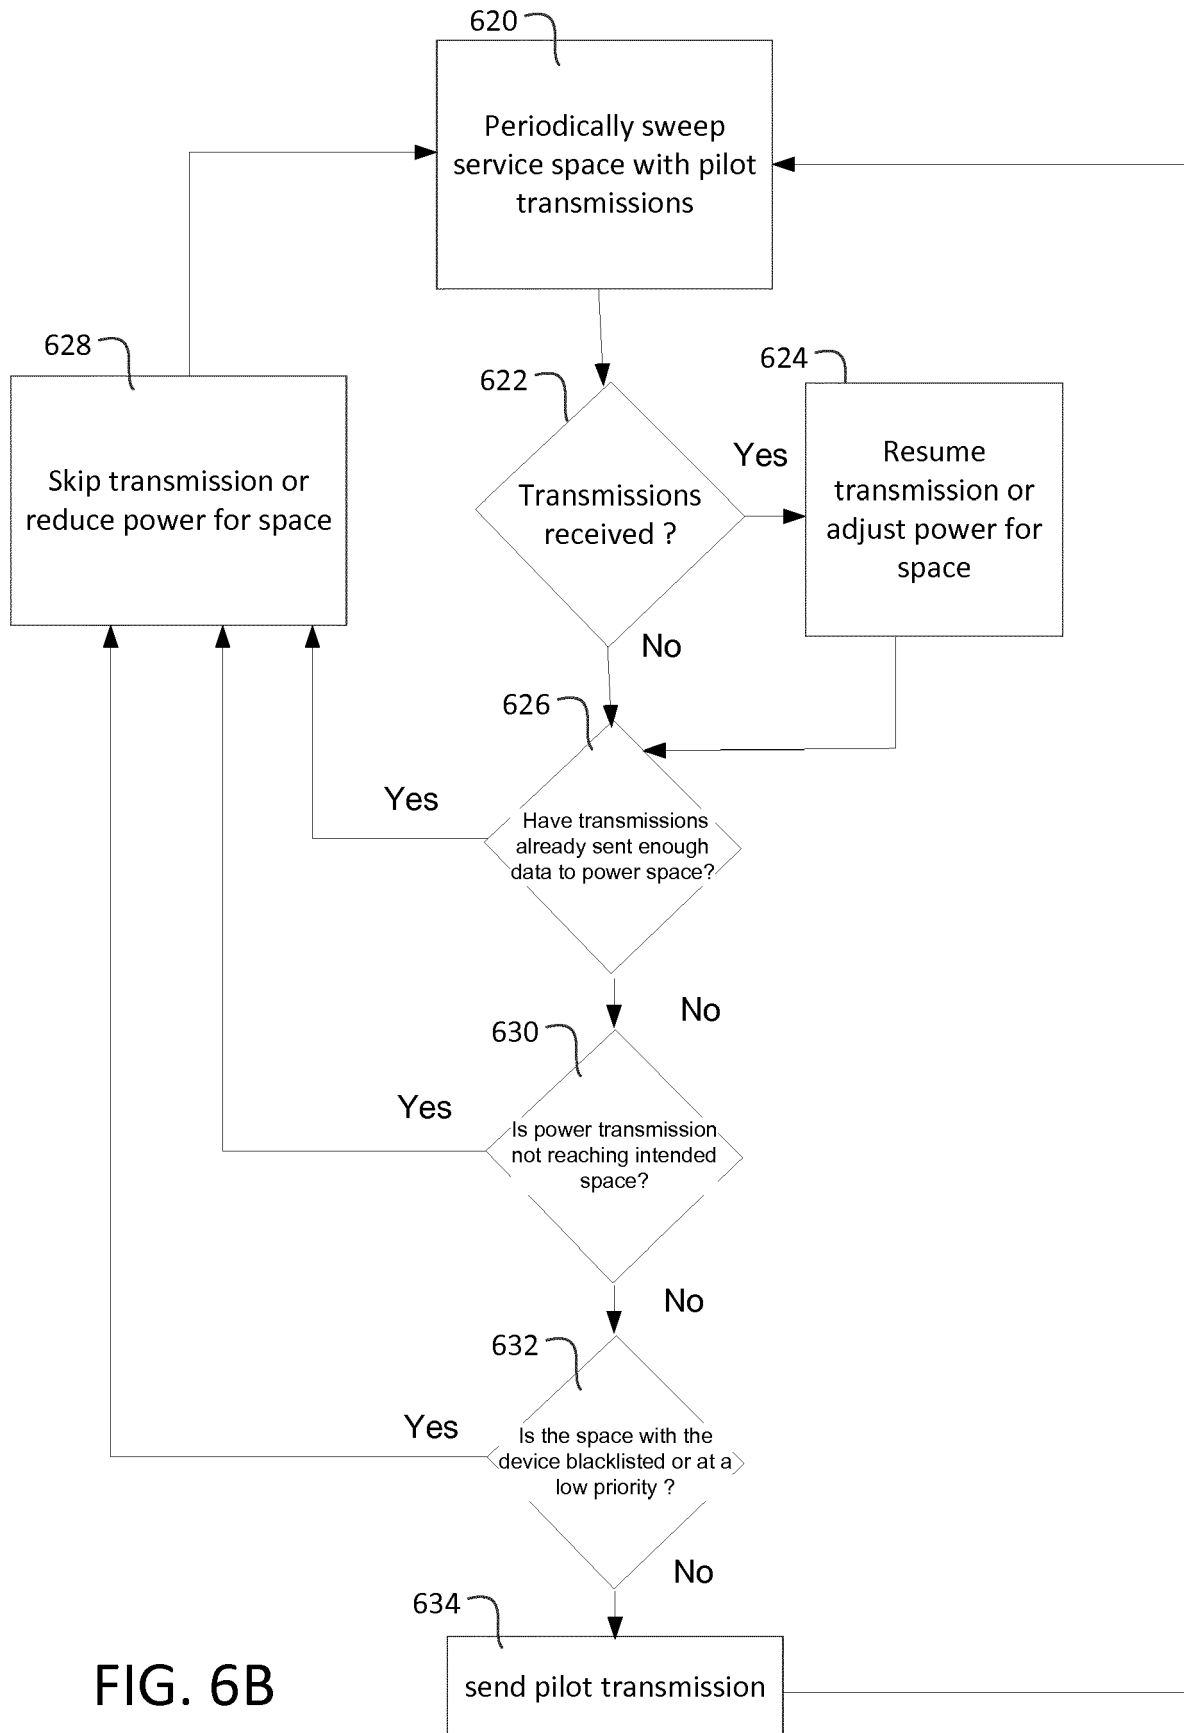 620
Periodically sweep
service space with pilot
transmissions
628
Skip transmission or
reduce power for space
622
Transmissions
received ?
Yes
624
Resume
transmission or
adjust power for
space
No
626
Yes
Have transmissions
already sent enough
data to power space?
No
630
Yes
Is power transmission
not reaching intended
space?
No
632
Yes
Is the space with the
device blacklisted or at a
low priority ?
No
634
send pilot transmission
FIG. 6B